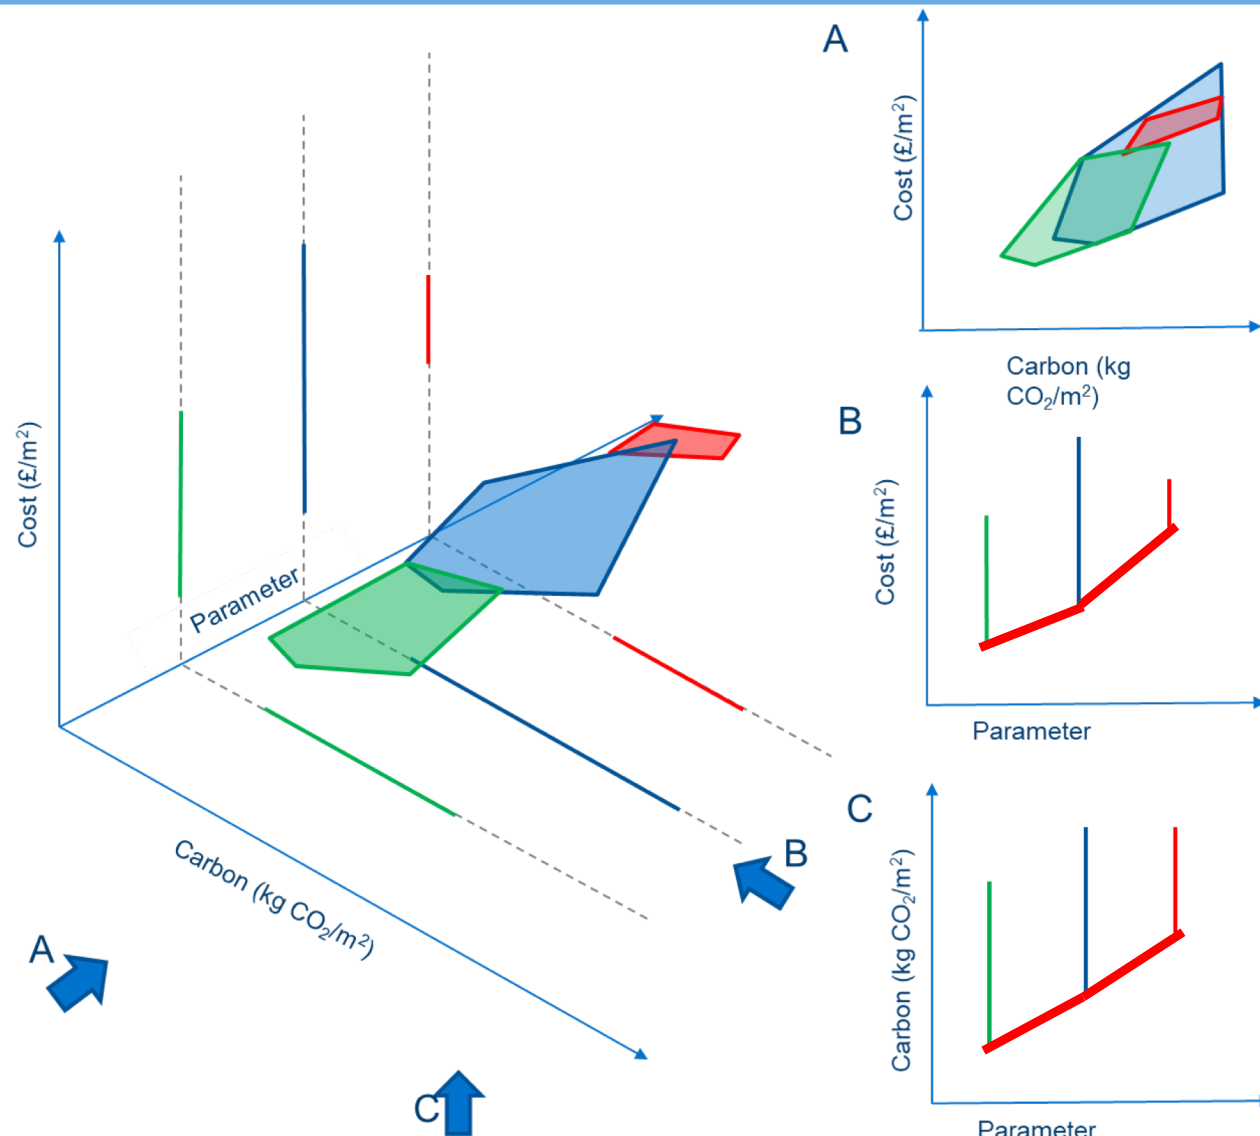 A
Cost (£/m²)
Carbon (kg
CO₂/m²)
B
Cost (£/m²)
Parameter
C
Carbon (kg CO₂/m²)
Parameter
Cost (£/m²)
Parameter
Carbon (kg CO₂/m²)
A
B
C